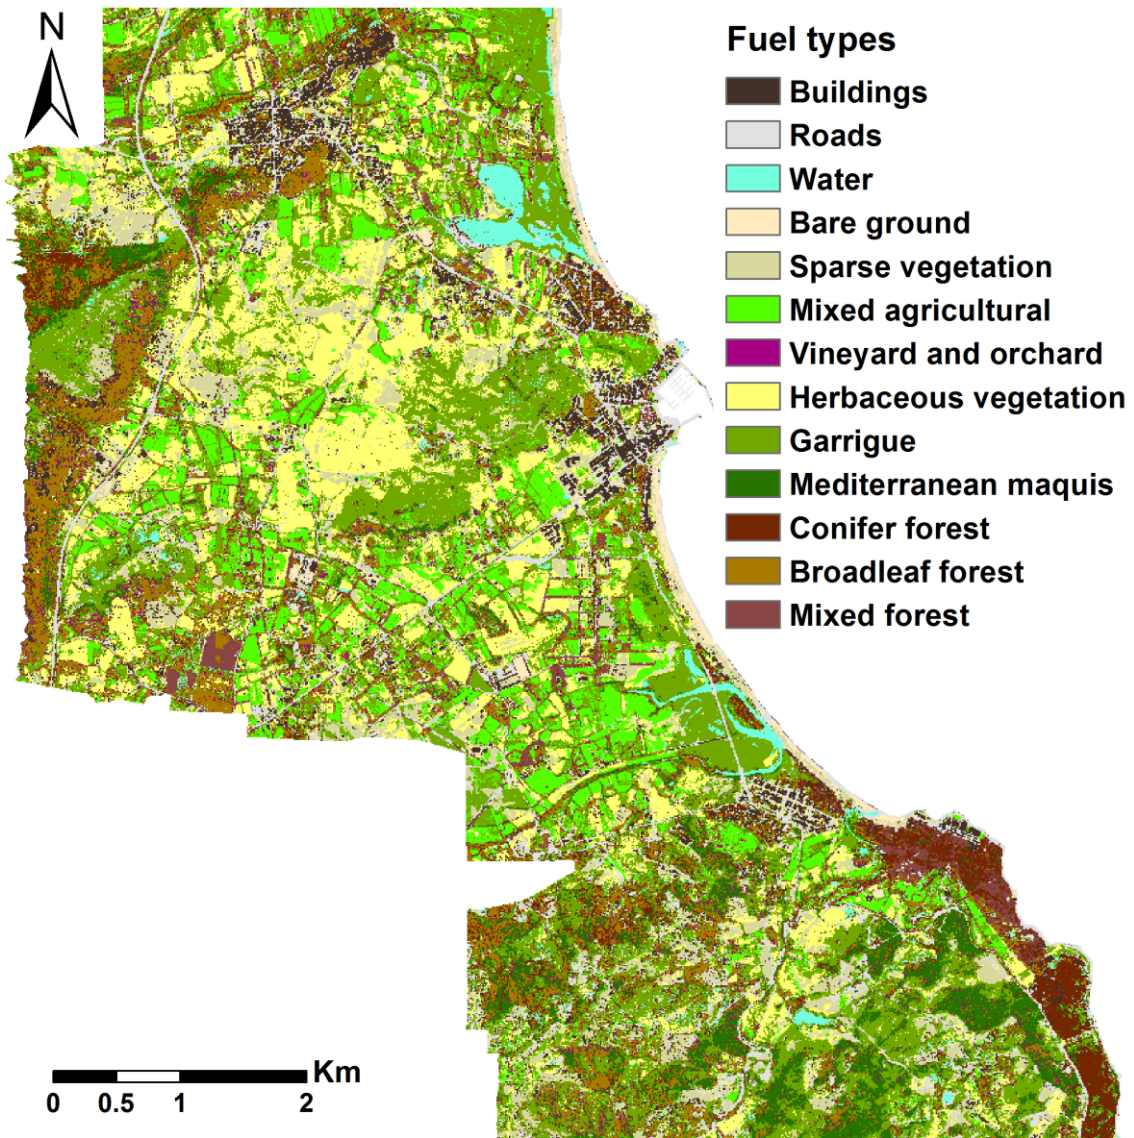 N
Fuel types
Buildings
Roads
Water
Bare ground
Sparse vegetation
Mixed agricultural
Vineyard and orchard
Herbaceous vegetation
Garrigue
Mediterranean maquis
Conifer forest
Broadleaf forest
Mixed forest
Km
0 0.5 1 2